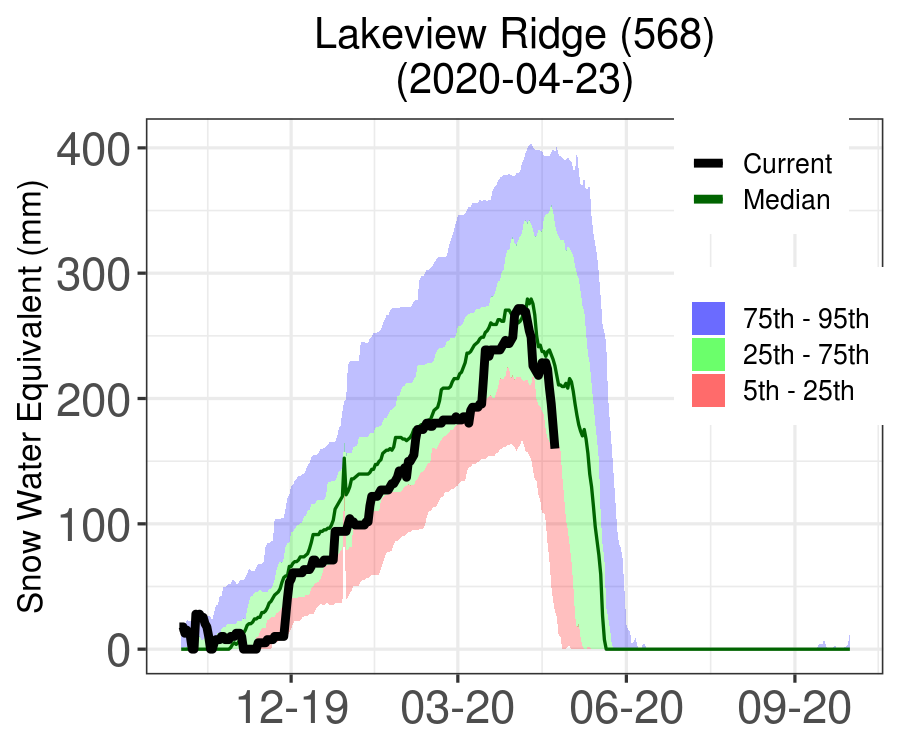 Lakeview Ridge (568)
(2020-04-23)
Snow Water Equivalent (mm)
400
300
200
100
0
12-19
03-20
06-20
09-20
Current
Median
75th - 95th
25th - 75th
5th - 25th